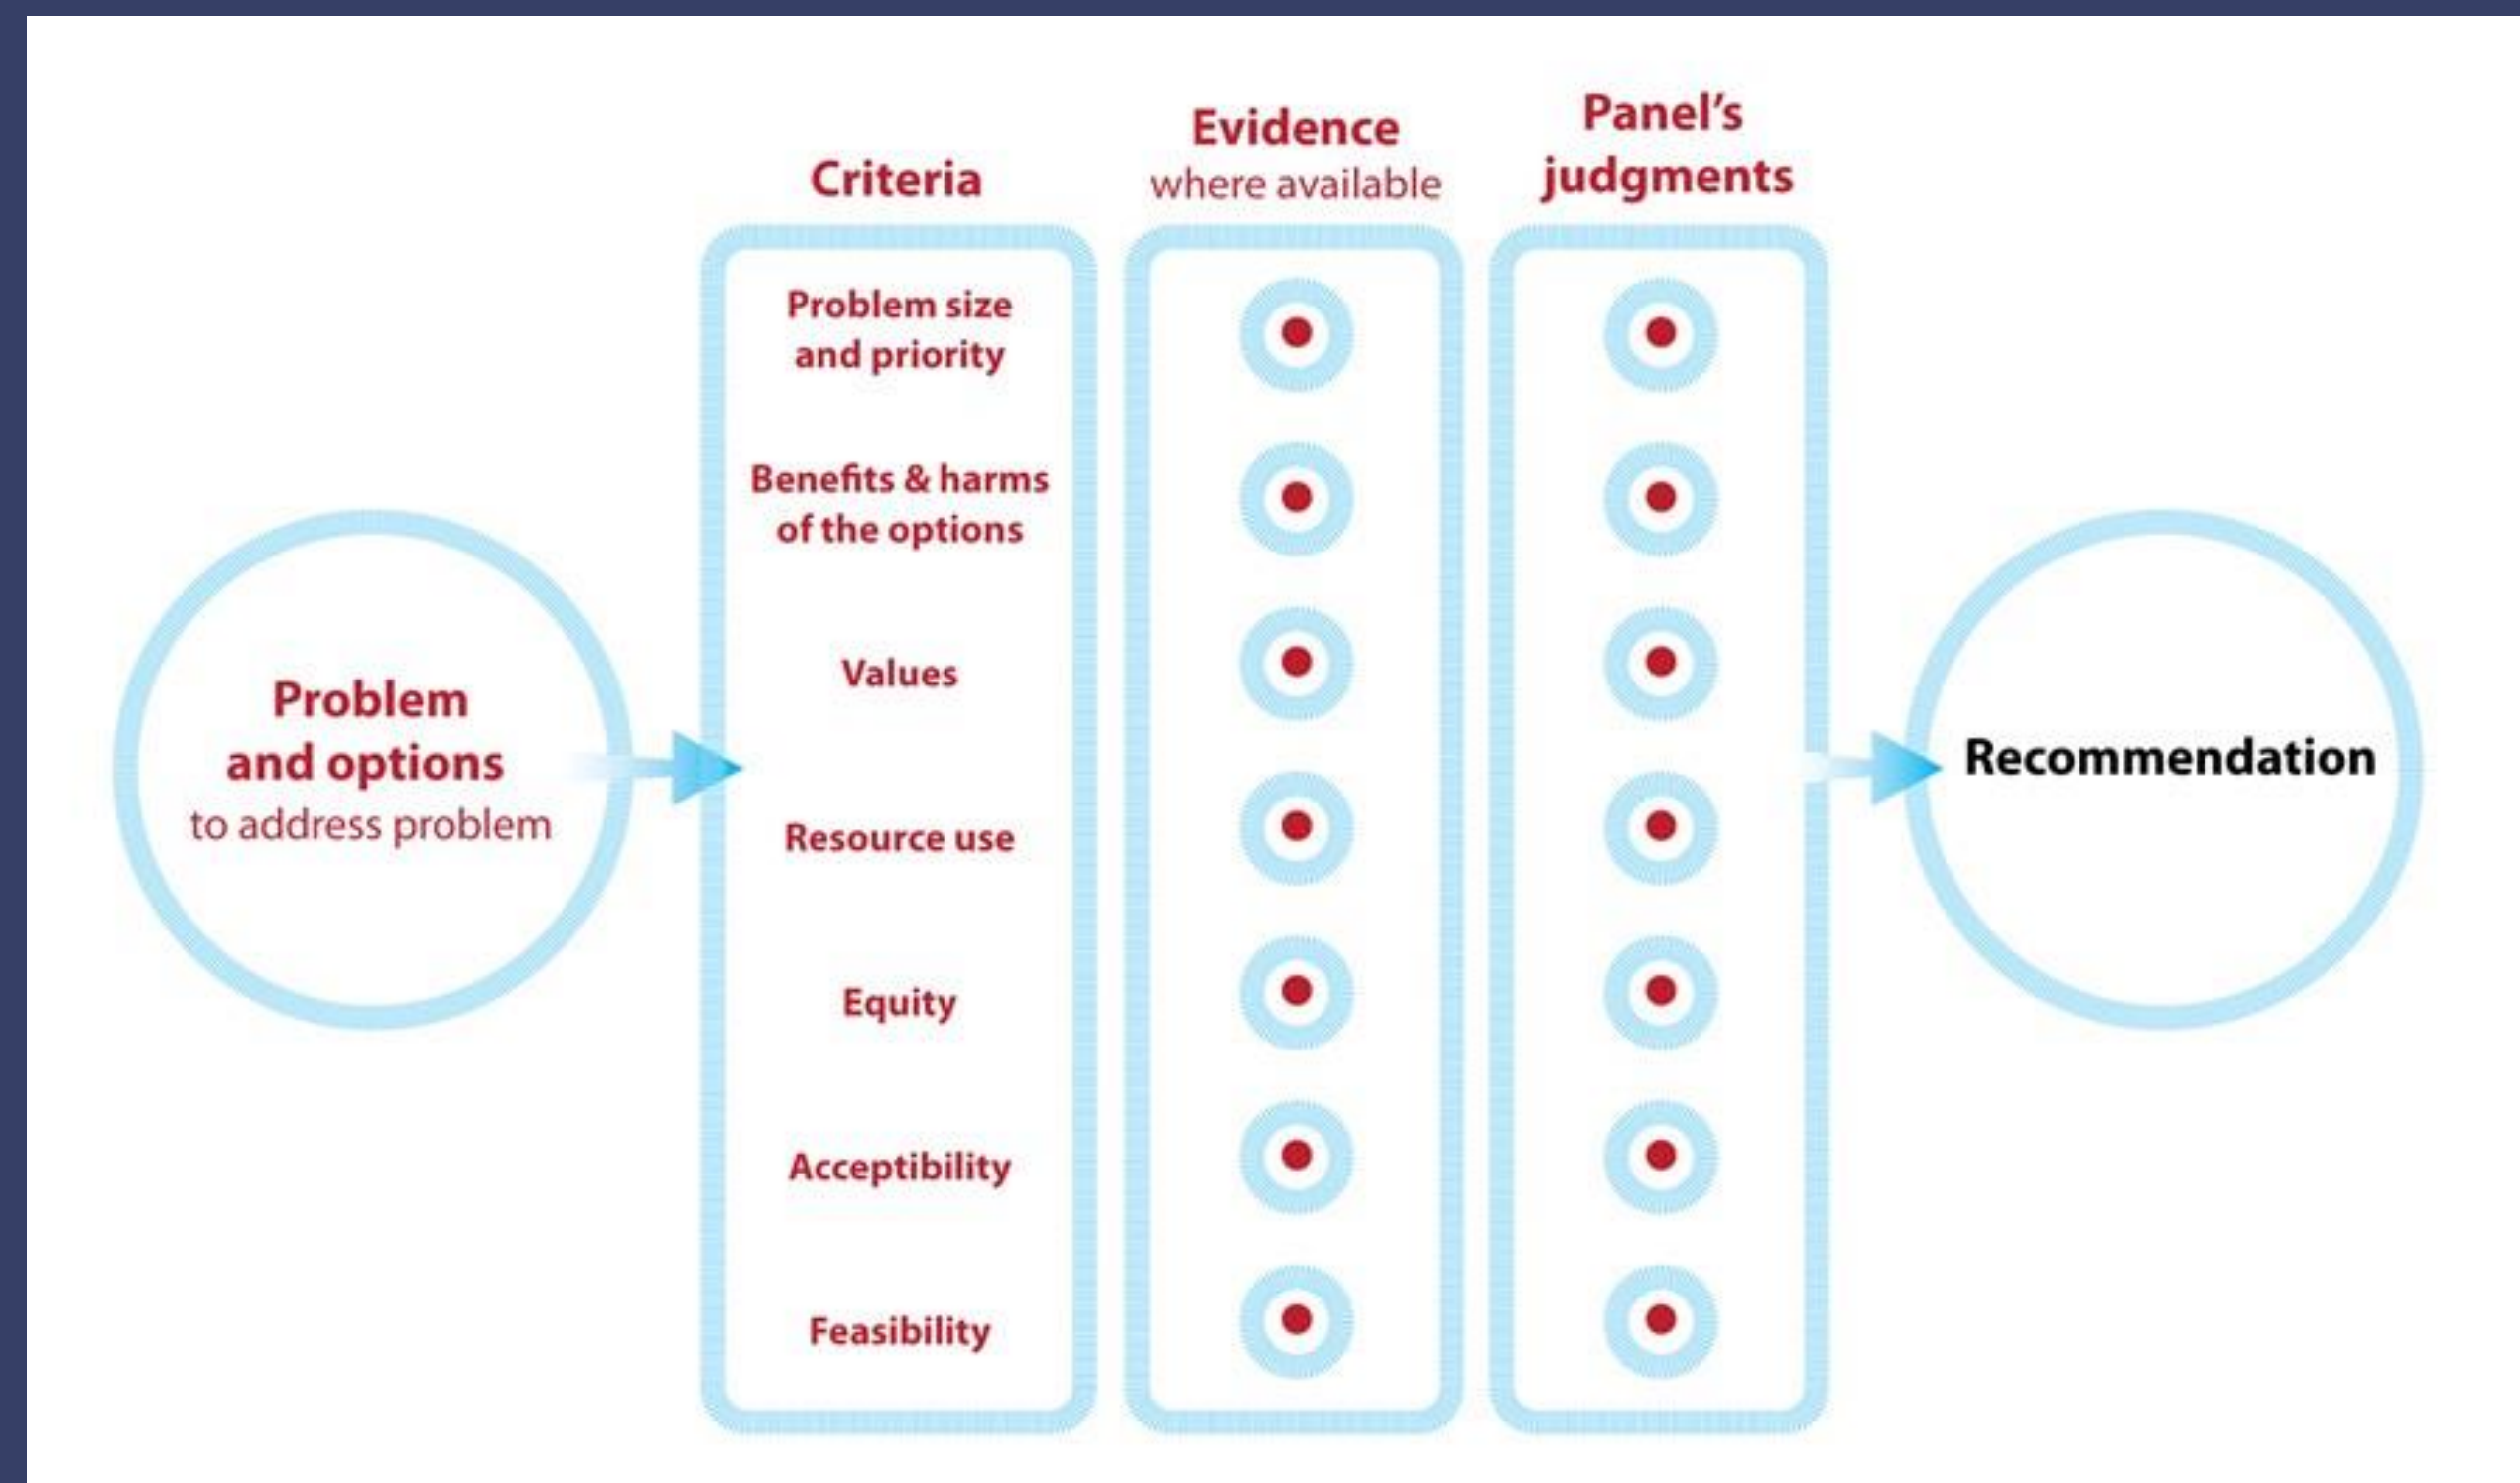 Problem
and options
to address problem
Criteria
Problem size
and priority
Benefits & harms
of the options
Values
Resource use
Equity
Acceptibility
Feasibility
Evidence
where available
Panel's
judgments
Recommendation